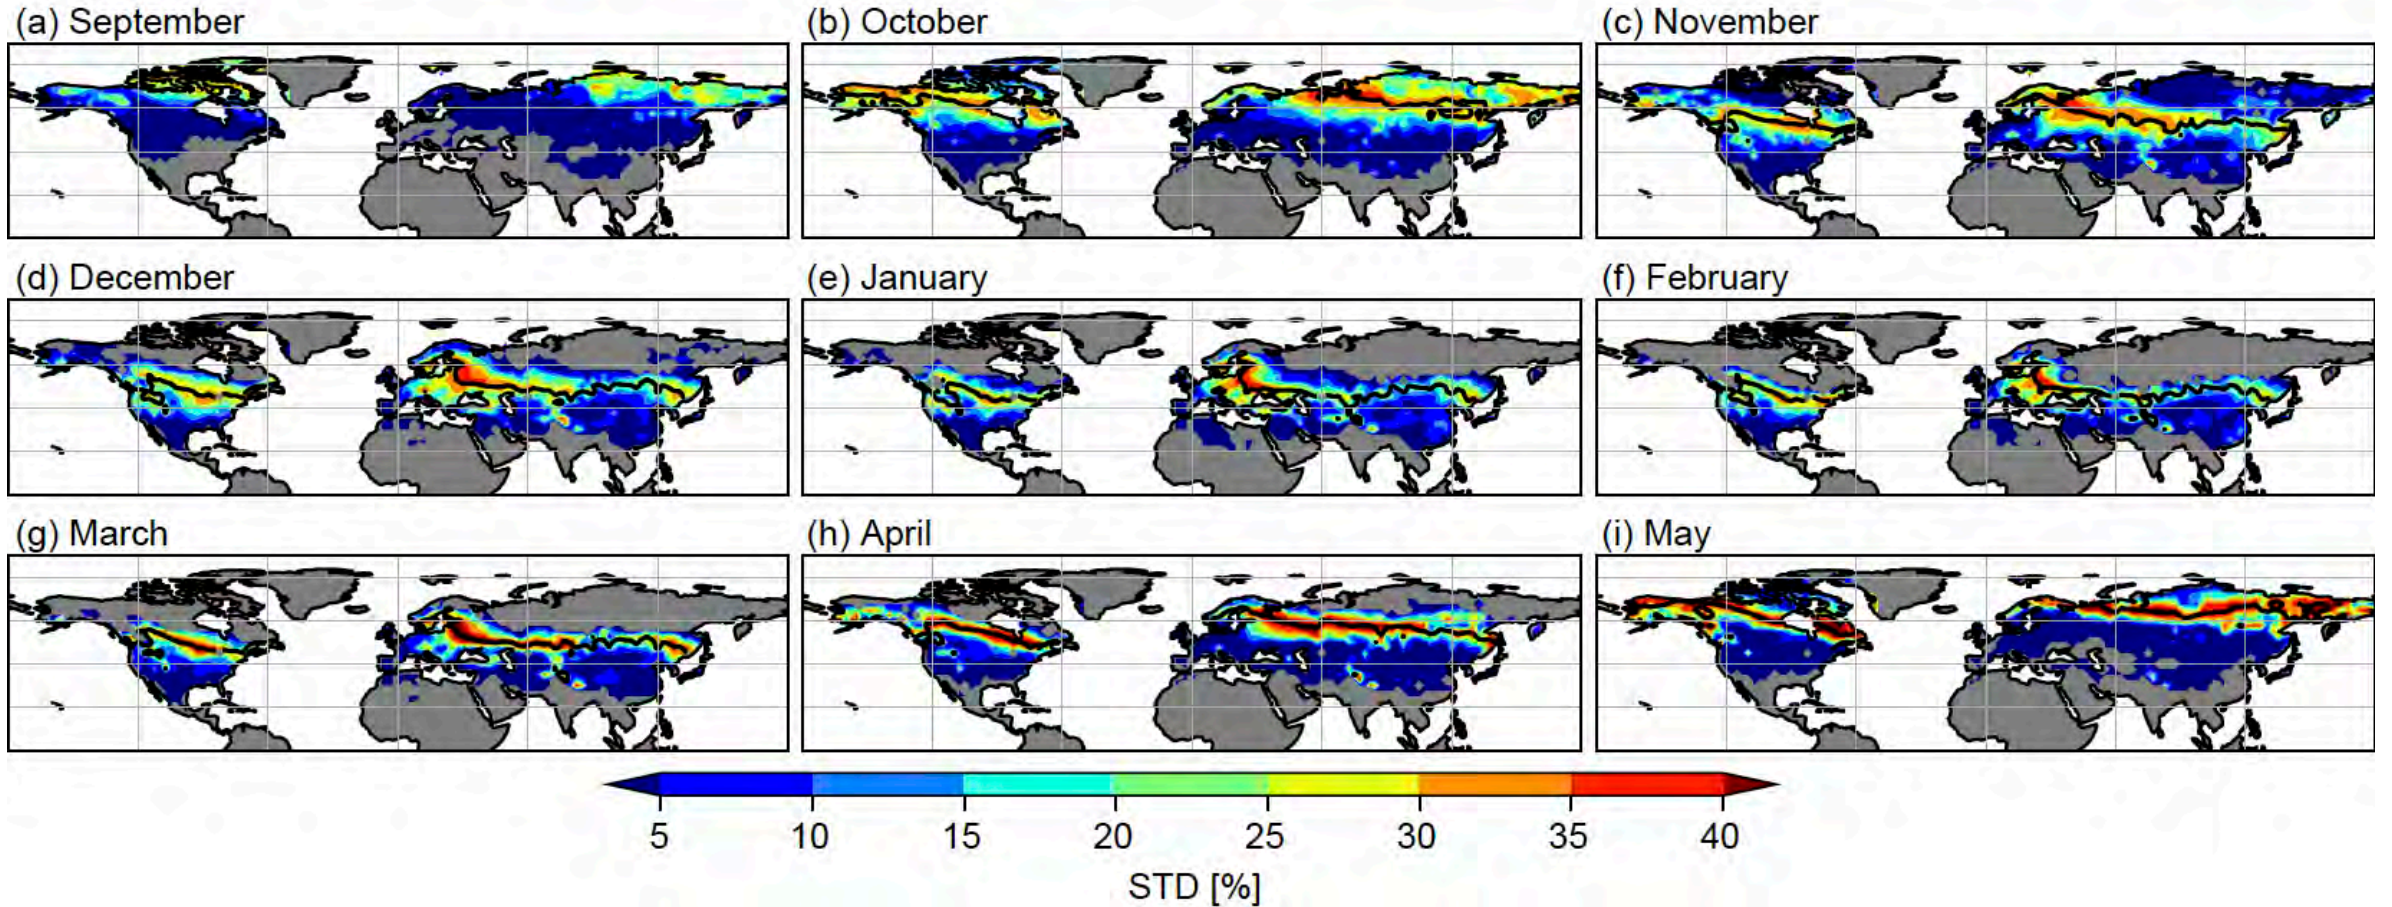 (a) September
(b) October
(c) November
(d) December
(e) January
(f) February
(g) March
(h) April
(i) May
5 10 15 20 25 30 35 40
STD [%]